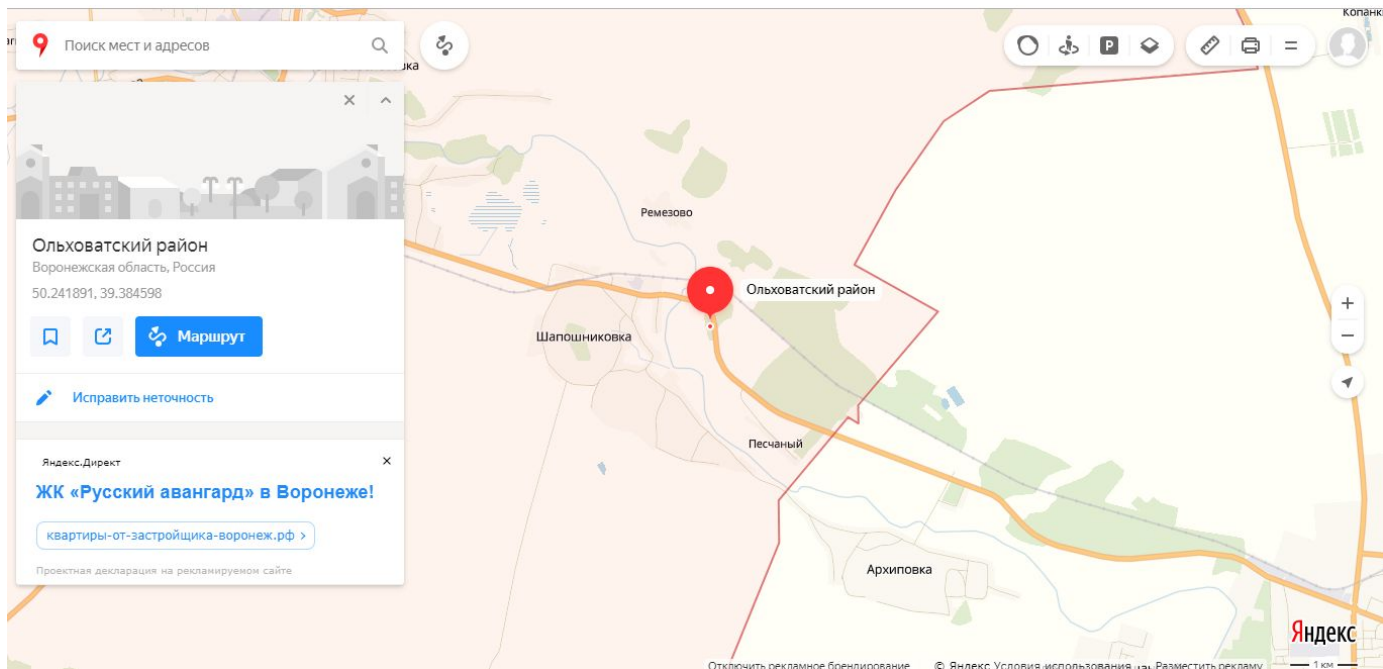 Копанк
Поиск мест и адресов
P
вка
Ремезово
Ольховатский район
Воронежская область, Россия
50.241891, 39.384598
Ольховатский район
Маршрут
Шапошниковка
Исправить неточность
Песчаный
Яндекс.Директ
ЖК «Русский авангард» в Воронеже!
квартиры-от-застройщика-воронеж.рф >
Проектная декларация на рекламируемом сайте
Архиповка
Яндекс
Отключить рекламное брендирование
© Яндекс Условия использования
Разместить рекламу
1 км